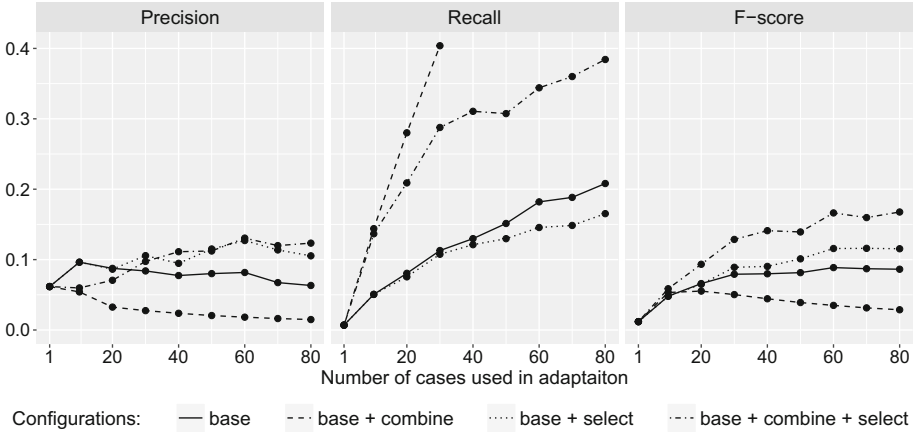 Precision Recall F−score
0.4
0.3
0.2
0.1
0.0
1 20 40 60 80 1 20 40 60 80 1 20 40 60 80
Number of cases used in adaptaiton
Configurations: base base + combine base + select base + combine + select